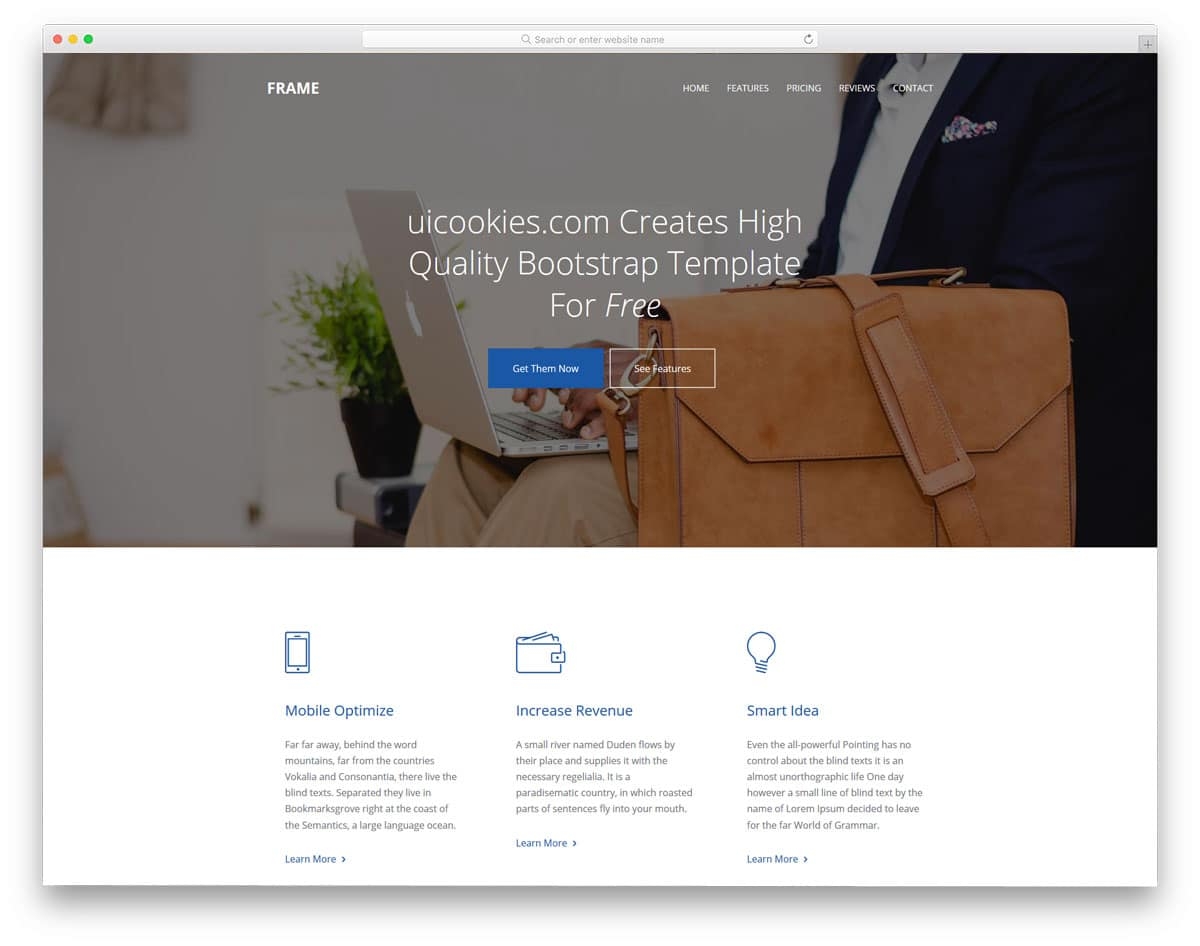 Search or enter website name
FRAME
HOME FEATURES PRICING REVIEWS CONTACT
uicookies.com Creates High
Quality Bootstrap Template
For Free
Get Them Now
See Features
Mobile Optimize
Far far away, behind the word
mountains, far from the countries
Vokalia and Consonantia, there live the
blind texts. Separated they live in
Bookmarksgrove right at the coast of
the Semantics, a large language ocean.
Learn More
Increase Revenue
A small river named Duden flows by
their place and supplies it with the
necessary regelialia. It is a
paradisematic country, in which roasted
parts of sentences fly into your mouth.
Learn More
Smart Idea
Even the all-powerful Pointing has no
control about the blind texts it is an
almost unorthographic life One day
however a small line of blind text by the
name of Lorem Ipsum decided to leave
for the far World of Grammar.
Learn More